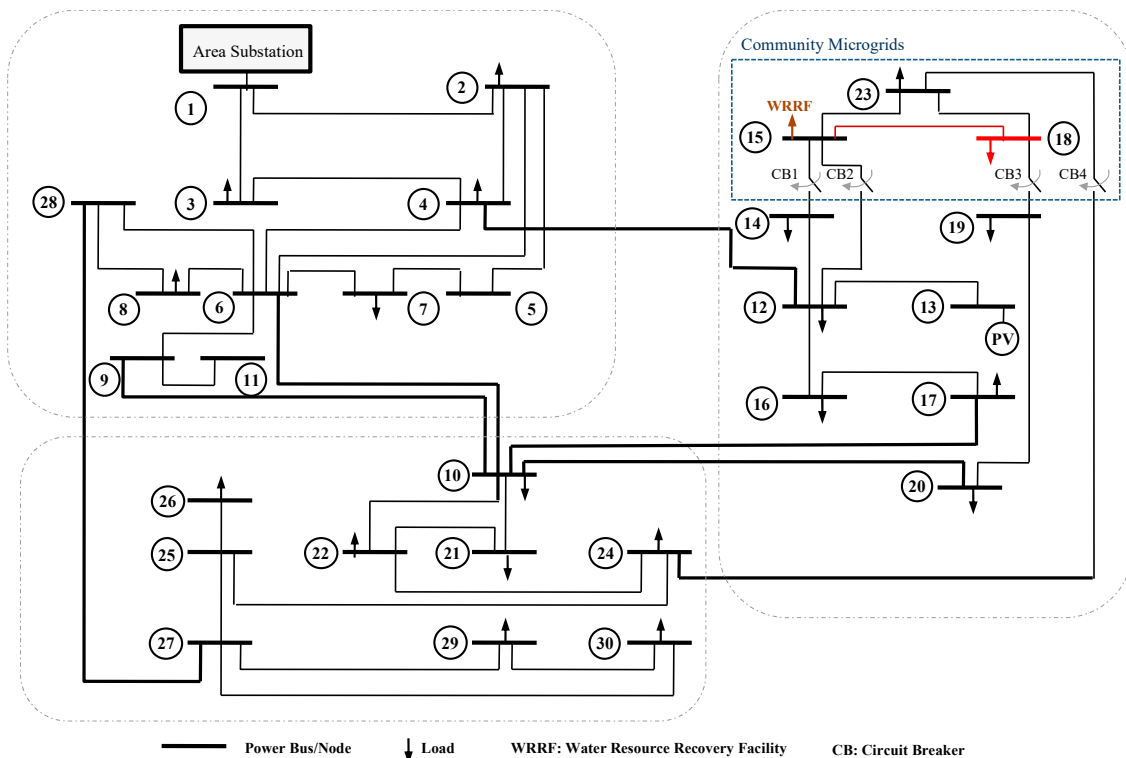 Area Substation
1
2
3
4
28
8
6
7
5
9
11
Community Microgrids
WRRF
23
15
18
CB1
CB2
CB3
CB4
14
19
12
13
PV
16
17
20
10
26
25
22
21
24
27
29
30
Power Bus/Node
Load
WRRF: Water Resource Recovery Facility
CB: Circuit Breaker